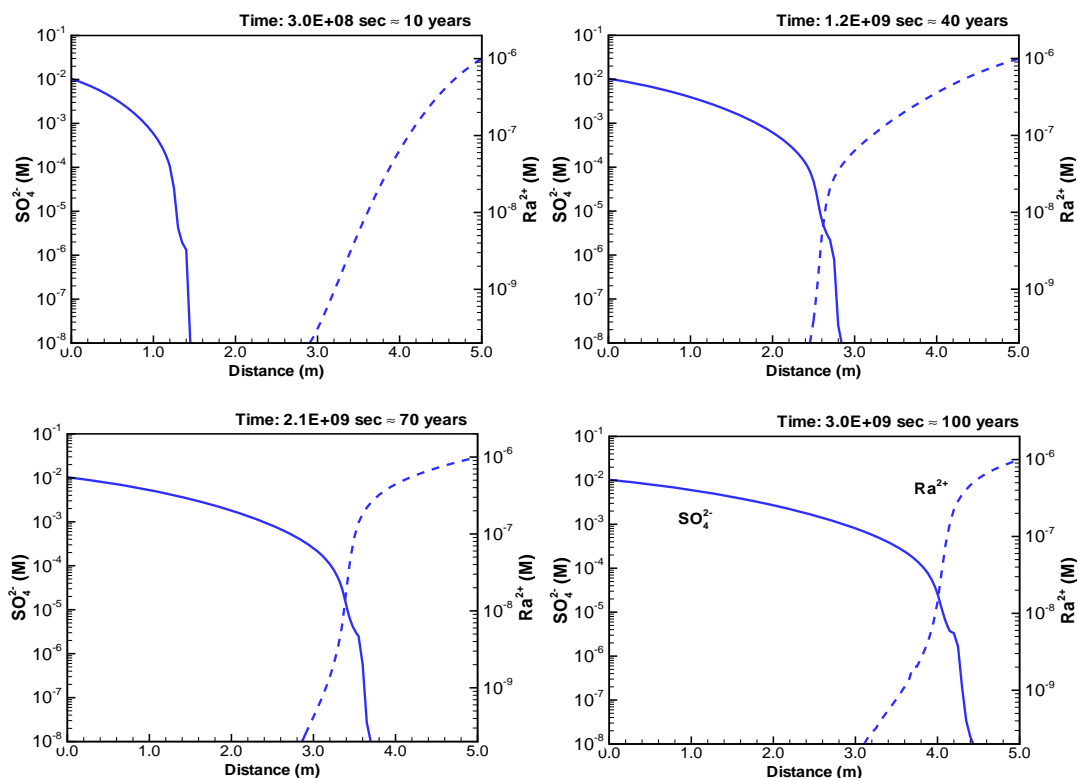 Time: 3.0E+08 sec ≈ 10 years
10⁻¹
10⁻²
10⁻³
10⁻⁴
10⁻⁵
10⁻⁶
10⁻⁷
10⁻⁸
SO₄²⁻ (M)
10⁻⁶
10⁻⁷
10⁻⁸
10⁻⁹
Ra²⁺ (M)
0.0 1.0 2.0 3.0 4.0 5.0
Distance (m)
Time: 1.2E+09 sec ≈ 40 years
10⁻¹
10⁻²
10⁻³
10⁻⁴
10⁻⁵
10⁻⁶
10⁻⁷
10⁻⁸
SO₄²⁻ (M)
10⁻⁶
10⁻⁷
10⁻⁸
10⁻⁹
Ra²⁺ (M)
0.0 1.0 2.0 3.0 4.0 5.0
Distance (m)
Time: 2.1E+09 sec ≈ 70 years
10⁻¹
10⁻²
10⁻³
10⁻⁴
10⁻⁵
10⁻⁶
10⁻⁷
10⁻⁸
SO₄²⁻ (M)
10⁻⁶
10⁻⁷
10⁻⁸
10⁻⁹
Ra²⁺ (M)
0.0 1.0 2.0 3.0 4.0 5.0
Distance (m)
Time: 3.0E+09 sec ≈ 100 years
10⁻¹
10⁻²
10⁻³
10⁻⁴
10⁻⁵
10⁻⁶
10⁻⁷
10⁻⁸
SO₄²⁻ (M)
Ra²⁺
SO₄²⁻
10⁻⁶
10⁻⁷
10⁻⁸
10⁻⁹
Ra²⁺ (M)
0.0 1.0 2.0 3.0 4.0 5.0
Distance (m)